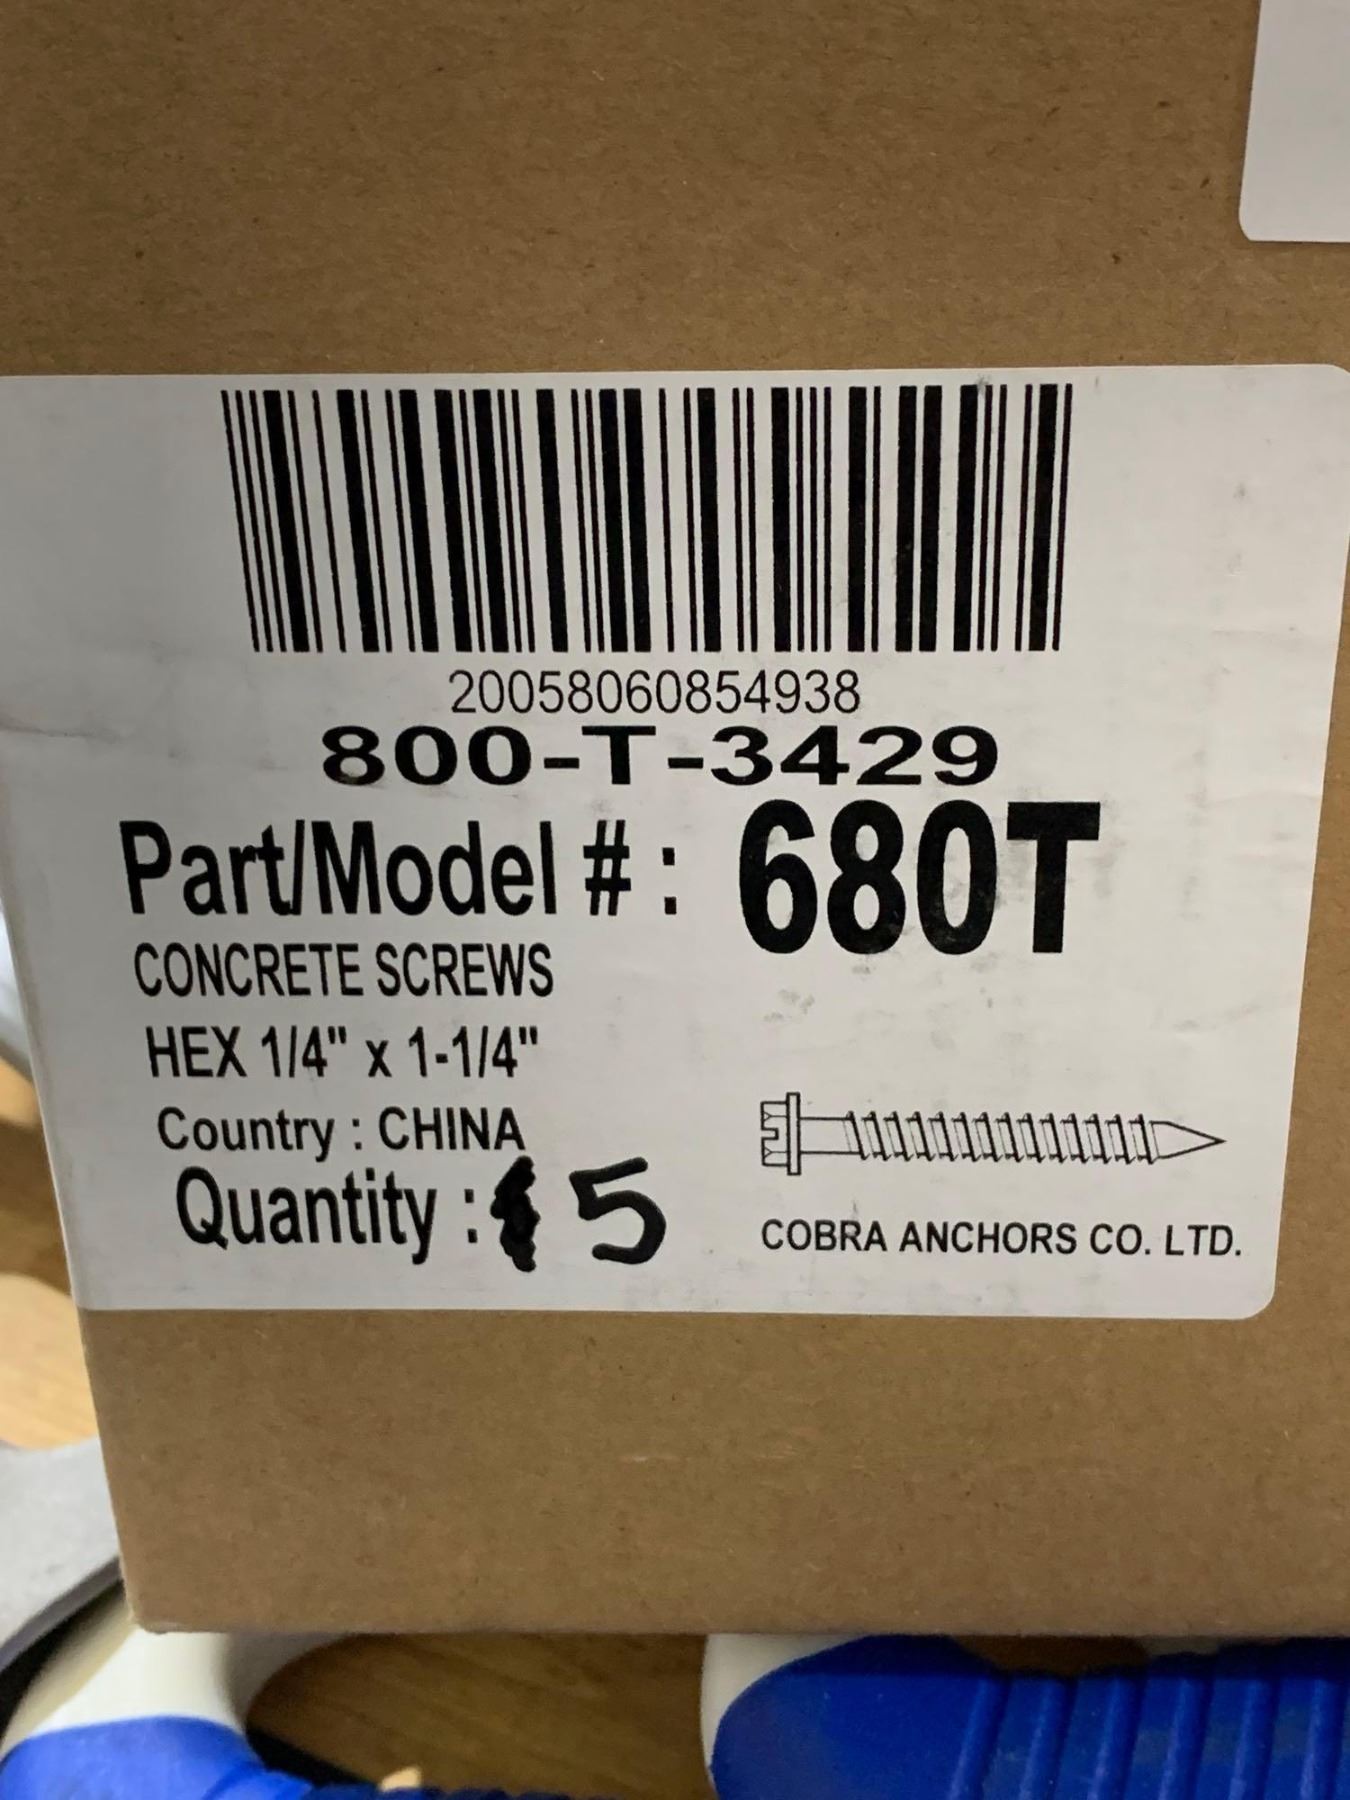 20058060854938
800-T-3429
Part/Model # : 680T
CONCRETE SCREWS
HEX 1/4" x 1-1/4"
Country : CHINA
Quantity : 5
COBRA ANCHORS CO. LTD.